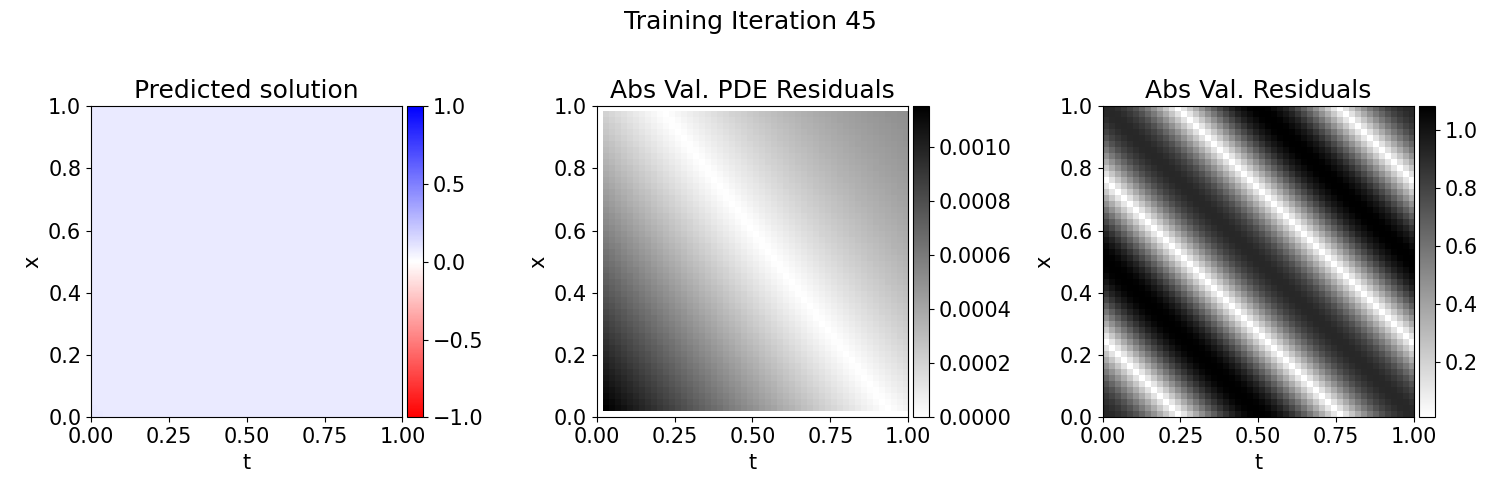 Training Iteration 45
Predicted solution
1.0
0.8
0.6
0.4
0.2
0.0
x
0.00 0.25 0.50 0.75 1.00
t
1.0
0.5
0.0
−0.5
−1.0
Abs Val. PDE Residuals
1.0
0.8
0.6
0.4
0.2
0.0
x
0.00 0.25 0.50 0.75 1.00
t
0.0010
0.0008
0.0006
0.0004
0.0002
0.0000
Abs Val. Residuals
1.0
0.8
0.6
0.4
0.2
0.0
x
0.00 0.25 0.50 0.75 1.00
t
1.0
0.8
0.6
0.4
0.2